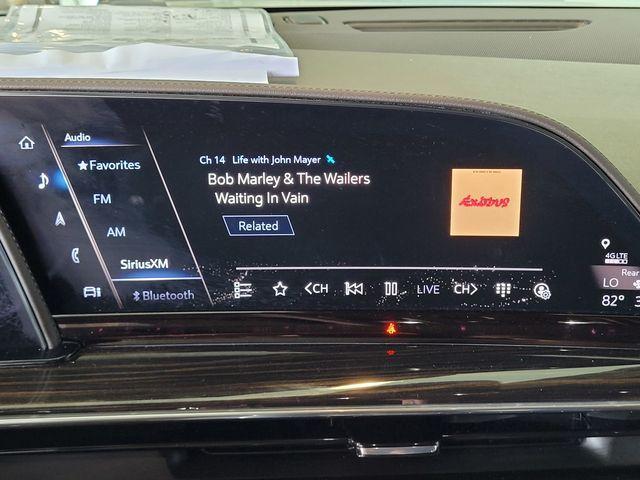 Audio
Favorites
FM
AM
SiriusXM
Bluetooth
Ch 14 Life with John Mayer
Bob Marley & The Wailers
Waiting In Vain
Related
Exodus
CH
LIVE
CH
4G LTE
Rear
LO
82°